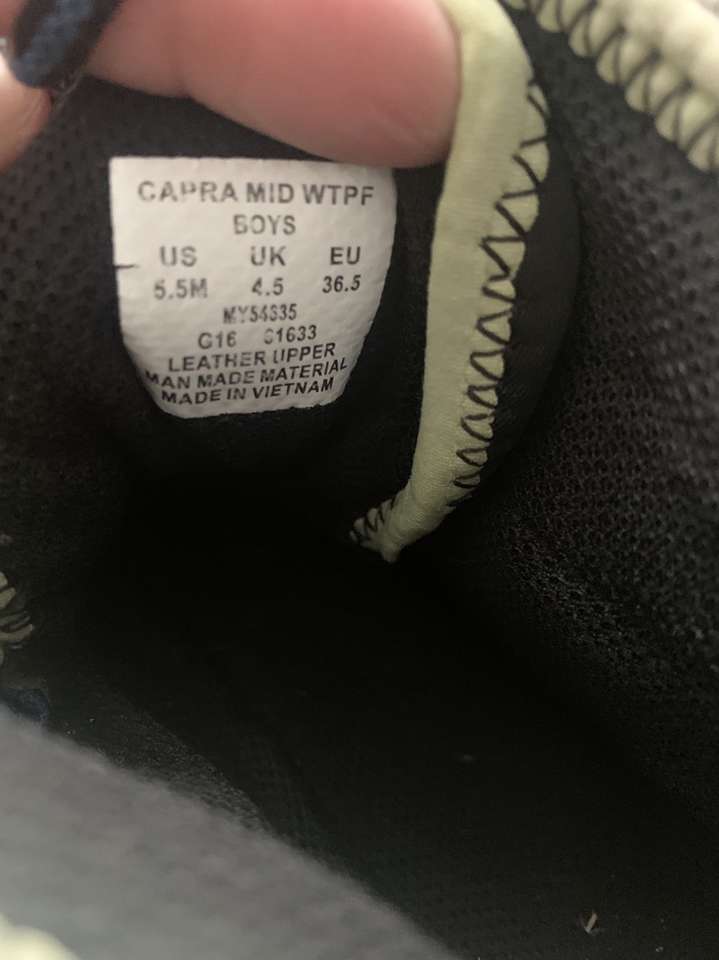 CAPRA MID WTPF
BOYS
US UK EU
5.5M 4.5 36.5
MY54335
C16 61633
LEATHER UPPER
MAN MADE MATERIAL
MADE IN VIETNAM